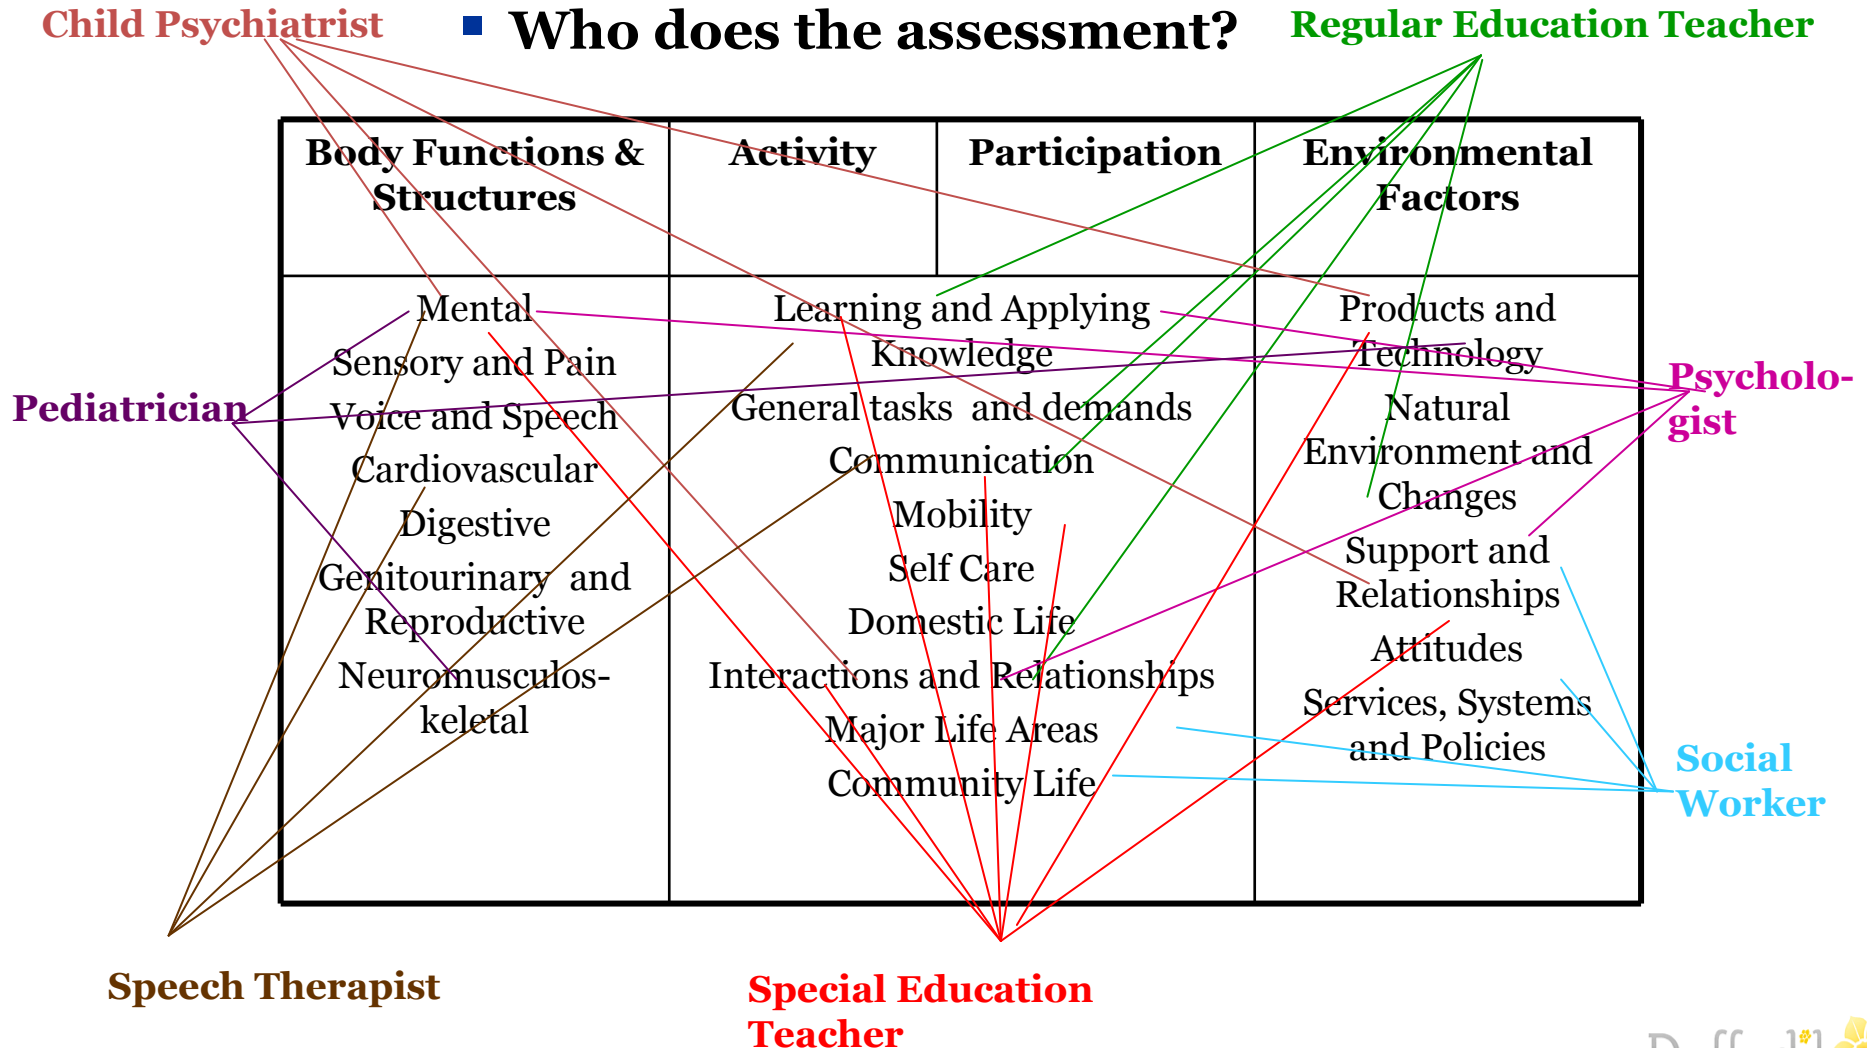 Child Psychiatrist
Who does the assessment?
Regular Education Teacher
Body Functions &
Structures
Activity
Participation
Environmental
Factors
Mental
Sensory and Pain
Voice and Speech
Cardiovascular
Digestive
Genitourinary and
Reproductive
Neuromusculos-
keletal
Learning and Applying
Knowledge
General tasks and demands
Communication
Mobility
Self Care
Domestic Life
Interactions and Relationships
Major Life Areas
Community Life
Products and
Technology
Natural
Environment and
Changes
Support and
Relationships
Attitudes
Services, Systems
and Policies
Pediatrician
Psycholo-
gist
Social
Worker
Speech Therapist
Special Education
Teacher